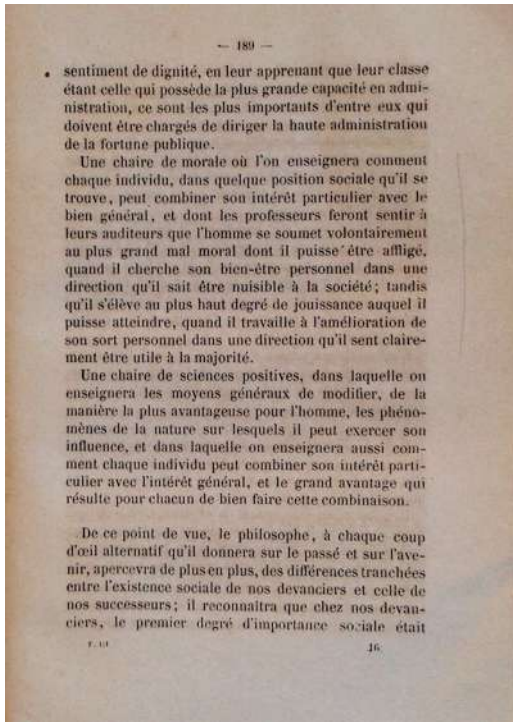 — 189 —
sentiment de dignité, en leur apprenant que leur classe
étant celle qui possède la plus grande capacité en admi-
nistration, ce sont les plus importants d'entre eux qui
doivent être chargés de diriger la haute administration
de la fortune publique.
Une chaire de morale où l'on enseignera comment
chaque individu, dans quelque position sociale qu'il se
trouve, peut combiner son intérêt particulier avec le
bien général, et dont les professeurs feront sentir à
leurs auditeurs que l'homme se soumet volontairement
au plus grand mal moral dont il puisse être affligé,
quand il cherche son bien-être personnel dans une
direction qu'il sait être nuisible à la société; tandis
qu'il s'élève au plus haut degré de jouissance auquel il
puisse atteindre, quand il travaille à l'amélioration de
son sort personnel dans une direction qu'il sent claire-
ment être utile à la majorité.
Une chaire de sciences positives, dans laquelle on
enseignera les moyens généraux de modifier, de la
manière la plus avantageuse pour l'homme, les phéno-
mènes de la nature sur lesquels il peut exercer son
influence, et dans laquelle on enseignera aussi com-
ment chaque individu peut combiner son intérêt parti-
culier avec l'intérêt général, et le grand avantage qui
résulte pour chacun de bien faire cette combinaison.
De ce point de vue, le philosophe, à chaque coup
d'œil alternatif qu'il donnera sur le passé et sur l'ave-
nir, apercevra de plus en plus, des différences tranchées
entre l'existence sociale de nos devanciers et celle de
nos successeurs; il reconnaîtra que chez nos devan-
ciers, le premier degré d'importance sociale était
16.